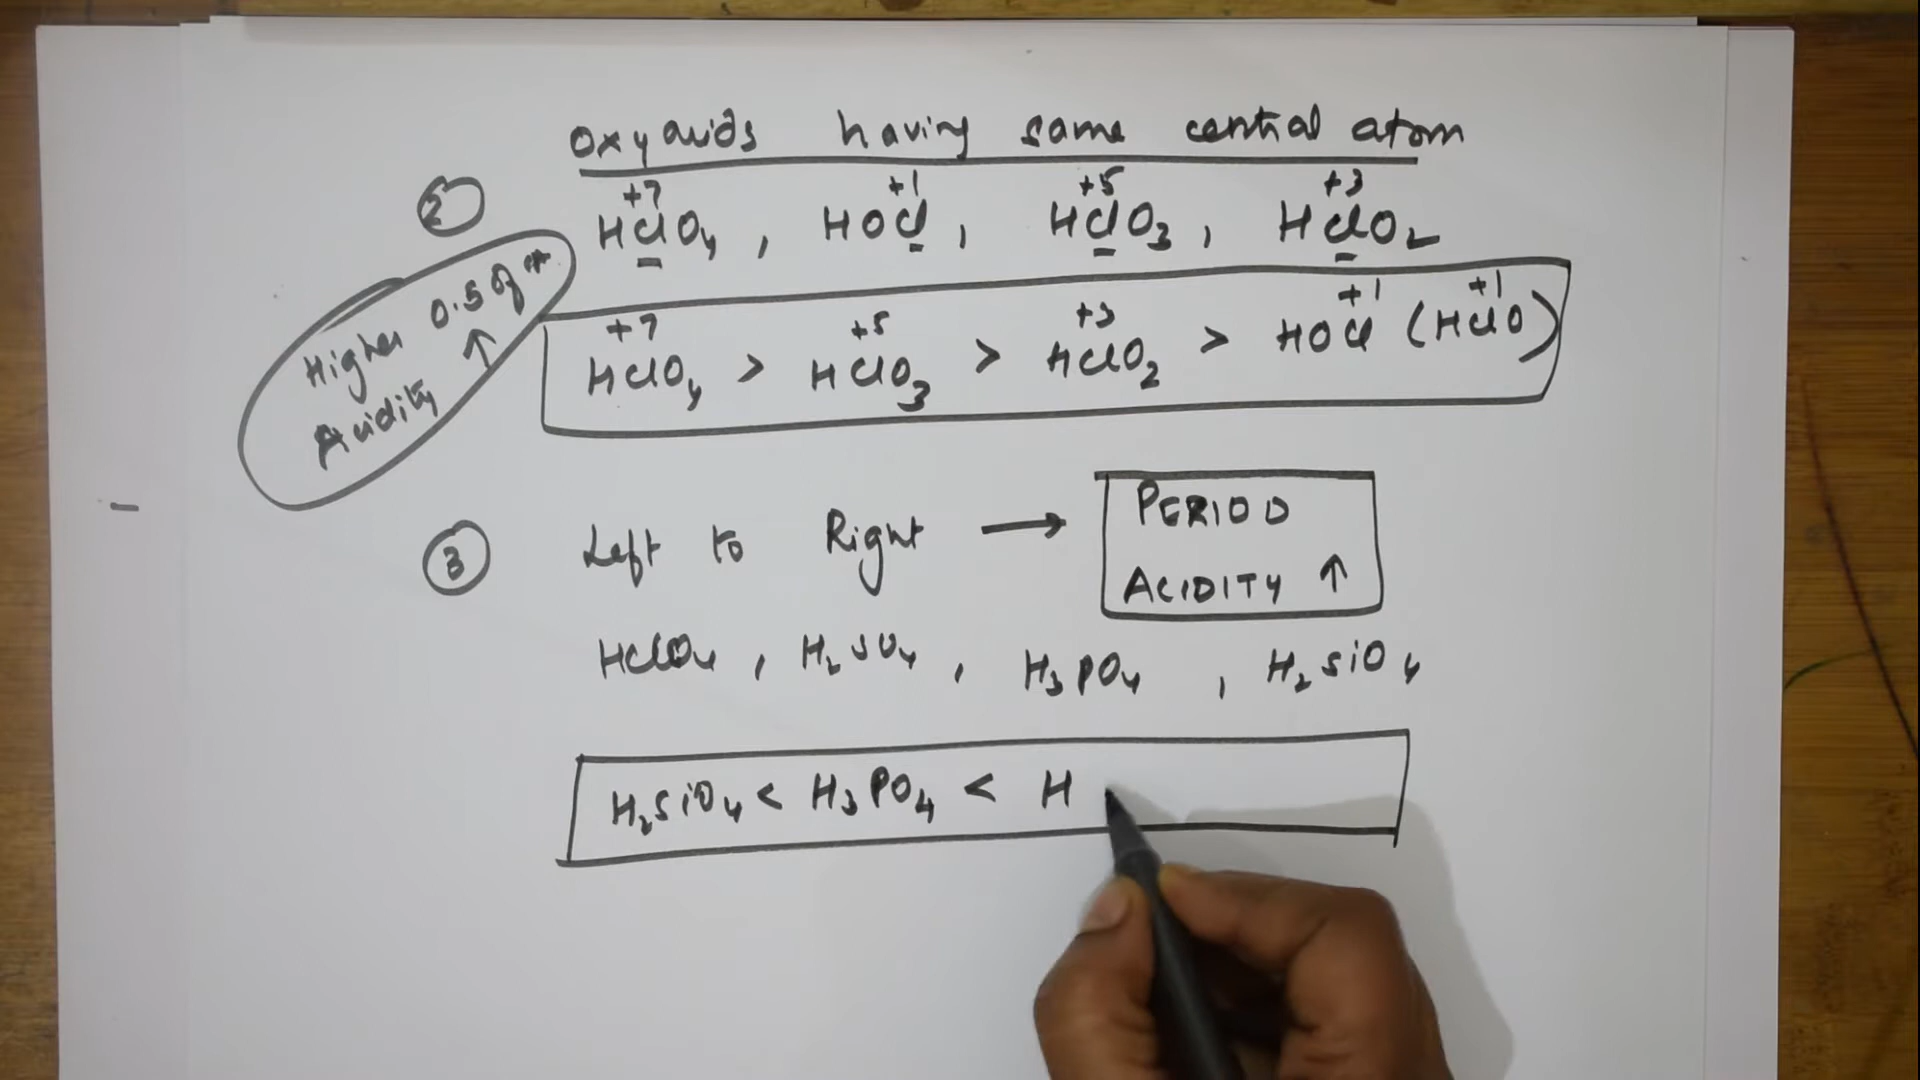 Oxyacids having same central atom
2
+7 +1 +5 +3
HClO4 , HOCl , HClO3 , HClO2
Higher O.S of
Acidity ↑
+7 +5 +3 +1 +1
HClO4 > HClO3 > HClO2 > HOCl (HClO)
3 Left to Right → PERIOD
ACIDITY ↑
HClO4 , H2SO4 , H3PO4 , H2SiO4
H2SiO4 < H3PO4 < H